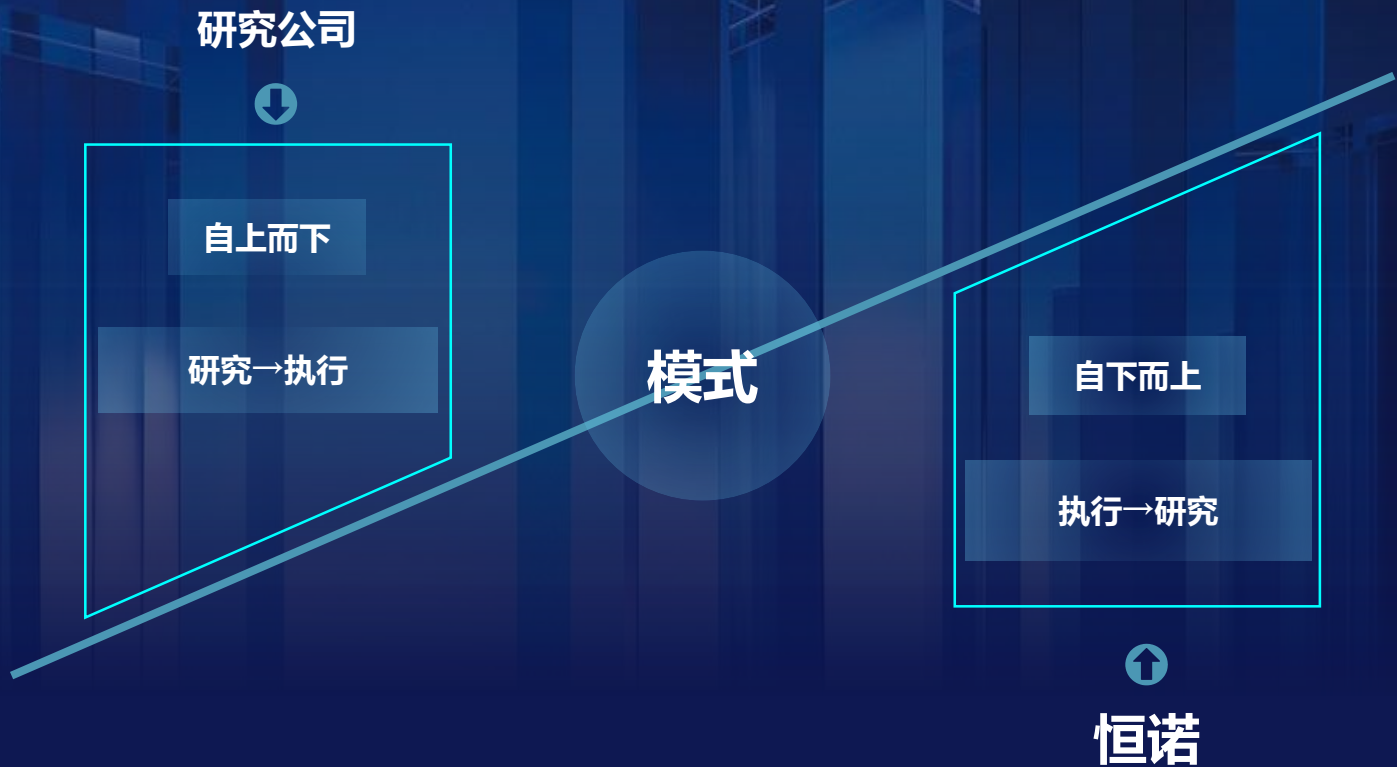 研究公司
自上而下
研究→执行
模式
自下而上
执行→研究
恒诺